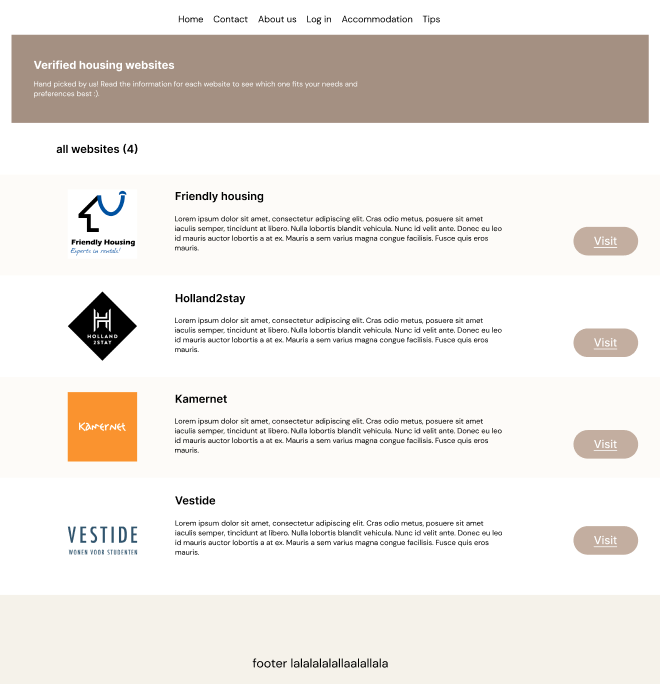 Home Contact About us Log in Accommodation Tips
Verified housing websites
Hand picked by us! Read the information for each website to see which one fits your needs and
preferences best :).
all websites (4)
Friendly Housing
Experts in rentals!
Friendly housing
Lorem ipsum dolor sit amet, consectetur adipiscing elit. Cras odio metus, posuere sit amet
iaculis semper, tincidunt at libero. Nulla lobortis blandit vehicula. Nunc id velit ante. Donec eu leo
id mauris auctor lobortis a at ex. Mauris a sem varius magna congue facilisis. Fusce quis eros
mauris.
Visit
HOLLAND
2STAY
Holland2stay
Lorem ipsum dolor sit amet, consectetur adipiscing elit. Cras odio metus, posuere sit amet
iaculis semper, tincidunt at libero. Nulla lobortis blandit vehicula. Nunc id velit ante. Donec eu leo
id mauris auctor lobortis a at ex. Mauris a sem varius magna congue facilisis. Fusce quis eros
mauris.
Visit
Kamernet
Kamernet
Lorem ipsum dolor sit amet, consectetur adipiscing elit. Cras odio metus, posuere sit amet
iaculis semper, tincidunt at libero. Nulla lobortis blandit vehicula. Nunc id velit ante. Donec eu leo
id mauris auctor lobortis a at ex. Mauris a sem varius magna congue facilisis. Fusce quis eros
mauris.
Visit
VESTIDE
WONEN VOOR STUDENTEN
Vestide
Lorem ipsum dolor sit amet, consectetur adipiscing elit. Cras odio metus, posuere sit amet
iaculis semper, tincidunt at libero. Nulla lobortis blandit vehicula. Nunc id velit ante. Donec eu leo
id mauris auctor lobortis a at ex. Mauris a sem varius magna congue facilisis. Fusce quis eros
mauris.
Visit
footer lalalalalallaalallala